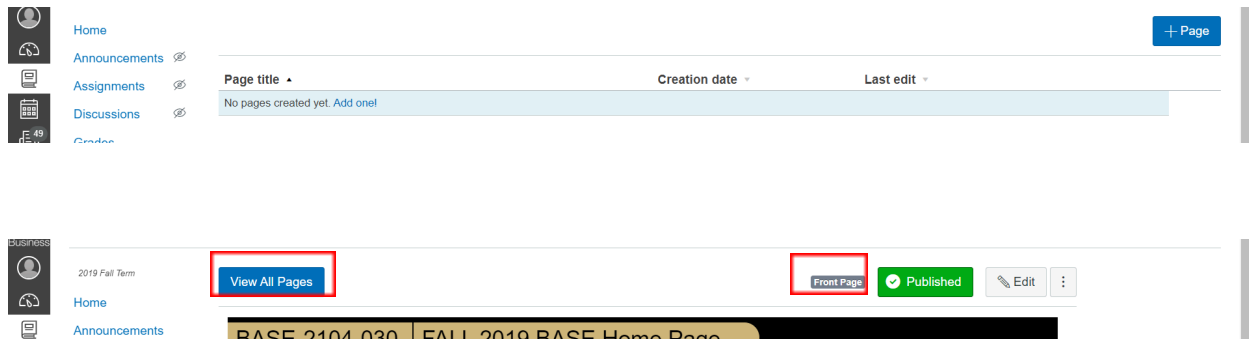 Home
+ Page
Announcements
Page title Creation date Last edit
Assignments
No pages created yet. Add one!
Discussions
49
Grades
Business
2019 Fall Term
View All Pages Front Page Published Edit
Home
Announcements
BASE 2104-030 FALL 2019 BASE Home Page